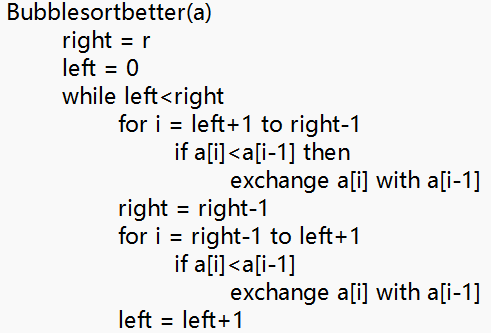 Bubblesortbetter(a)
right = r
left = 0
while left<right
for i = left+1 to right-1
if a[i]<a[i-1] then
exchange a[i] with a[i-1]
right = right-1
for i = right-1 to left+1
if a[i]<a[i-1]
exchange a[i] with a[i-1]
left = left+1